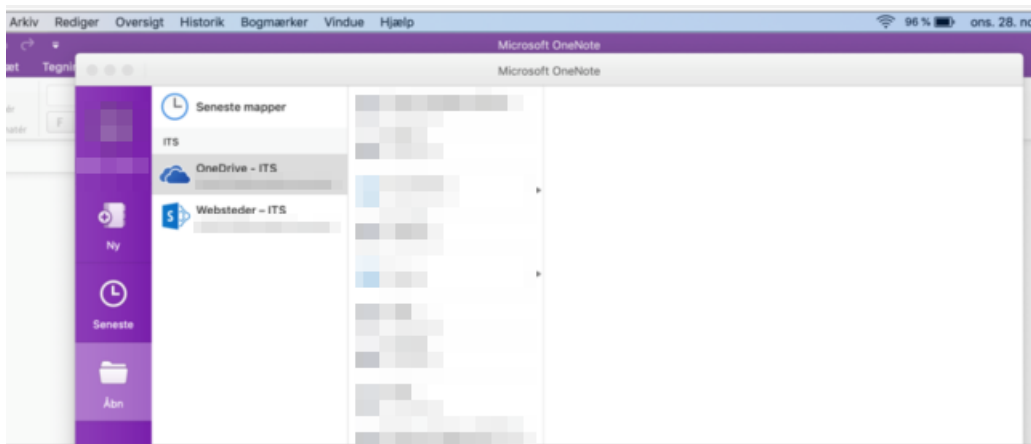 Arkiv Rediger Oversigt Historik Bogmærker Vindue Hjælp 96 % ons. 28.
Microsoft OneNote
Microsoft OneNote
Seneste mapper
ITS
OneDrive – ITS
Websteder – ITS
Ny
Seneste
Åbn
F